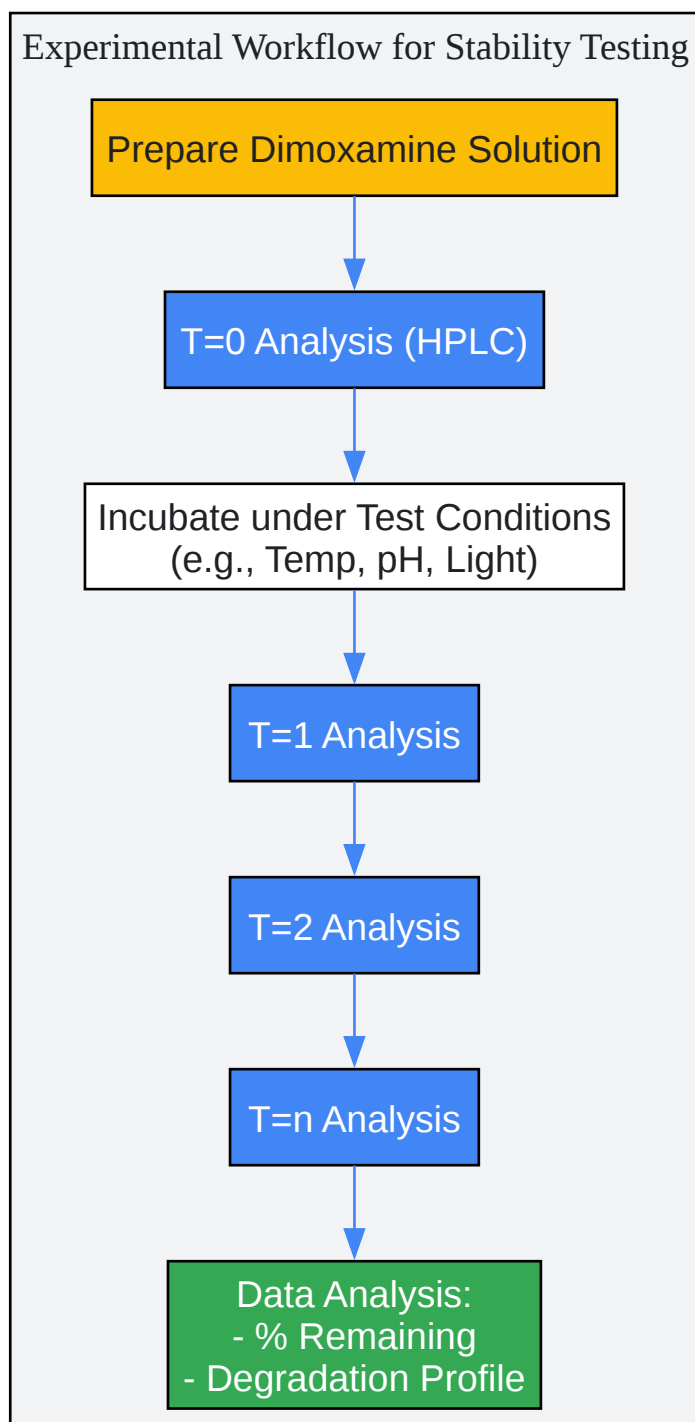 Experimental Workflow for Stability Testing
Prepare Dimoxamine Solution
T=0 Analysis (HPLC)
Incubate under Test Conditions
(e.g., Temp, pH, Light)
T=1 Analysis
T=2 Analysis
T=n Analysis
Data Analysis:
- % Remaining
- Degradation Profile